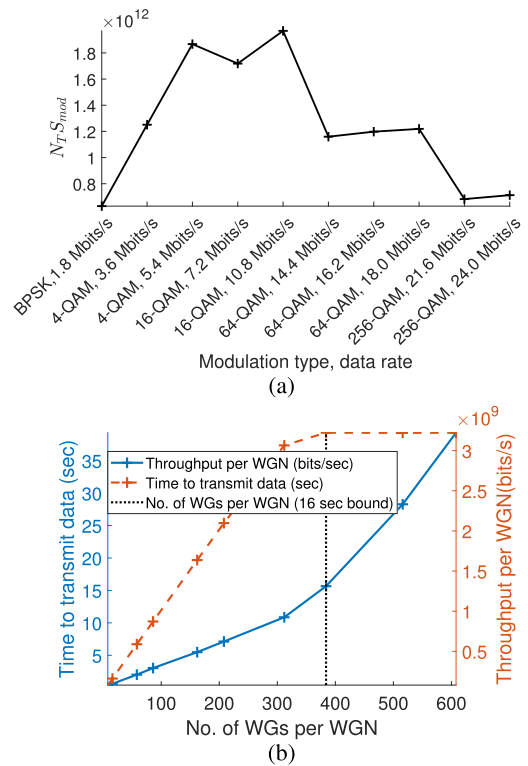 ×10^12
1.8
1.6
1.4
1.2
1
0.8
N_T S_mod
BPSK,1.8 Mbits/s
4-QAM, 3.6 Mbits/s
4-QAM, 5.4 Mbits/s
16-QAM, 7.2 Mbits/s
16-QAM, 10.8 Mbits/s
64-QAM, 14.4 Mbits/s
64-QAM, 16.2 Mbits/s
64-QAM, 18.0 Mbits/s
256-QAM, 21.6 Mbits/s
256-QAM, 24.0 Mbits/s
Modulation type, data rate
(a)
×10^9
Throughput per WGN (bits/sec)
Time to transmit data (sec)
No. of WGs per WGN (16 sec bound)
35
30
25
20
15
10
5
Time to transmit data (sec)
3
2.5
2
1.5
1
0.5
Throughput per WGN(bits/s)
100 200 300 400 500 600
No. of WGs per WGN
(b)